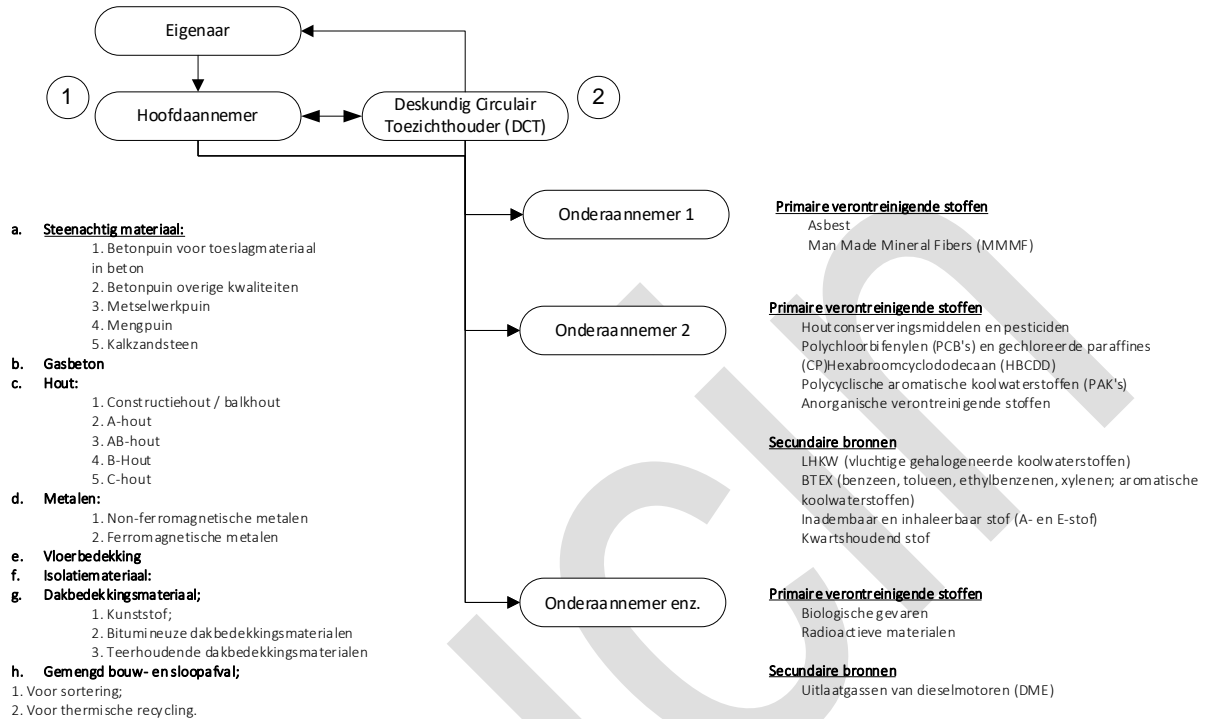 Eigenaar
1
Hoofdaannemer
Deskundig Circulair
Toezichthouder (DCT)
2
Onderaannemer 1
Primaire verontreinigende stoffen
Asbest
Man Made Mineral Fibers (MMMF)
a. Steenachtig materiaal:
1. Betonpuin voor toeslagmateriaal
in beton
2. Betonpuin overige kwaliteiten
3. Metselwerkpuin
4. Mengpuin
5. Kalkzandsteen
b. Gasbeton
c. Hout:
1. Constructiehout / balkhout
2. A-hout
3. AB-hout
4. B-Hout
5. C-hout
d. Metalen:
1. Non-ferromagnetische metalen
2. Ferromagnetische metalen
e. Vloerbedekking
f. Isolatiemateriaal:
g. Dakbedekkingsmateriaal;
1. Kunststof;
2. Bitumineuze dakbedekkingsmaterialen
3. Teerhoudende dakbedekkingsmaterialen
h. Gemengd bouw- en sloopafval;
1. Voor sortering;
2. Voor thermische recycling.
Onderaannemer 2
Primaire verontreinigende stoffen
Houtconserveringsmiddelen en pesticiden
Polychloorbifenylen (PCB's) en gechloreerde paraffines
(CP)Hexabroomcyclododecaan (HBCDD)
Polycyclische aromatische koolwaterstoffen (PAK's)
Anorganische verontreinigende stoffen
Secundaire bronnen
LHKW (vluchtige gehalogeneerde koolwaterstoffen)
BTEX (benzeen, tolueen, ethylbenzenen, xylenen; aromatische
koolwaterstoffen)
Inadembaar en inhaleerbaar stof (A- en E-stof)
Kwartshoudend stof
Onderaannemer enz.
Primaire verontreinigende stoffen
Biologische gevaren
Radioactieve materialen
Secundaire bronnen
Uitlaatgassen van dieselmotoren (DME)